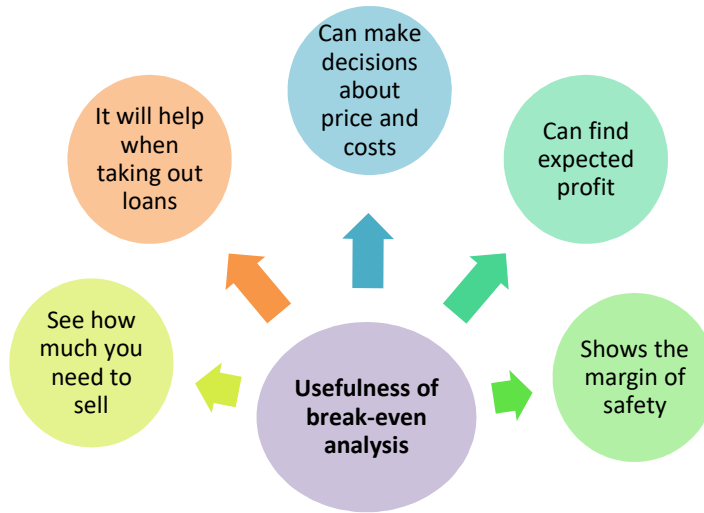 Can make
decisions
about
price and
costs
It will help
when
taking out
loans
Can find
expected
profit
See how
much you
need to
sell
Usefulness of
break-even
analysis
Shows the
margin of
safety